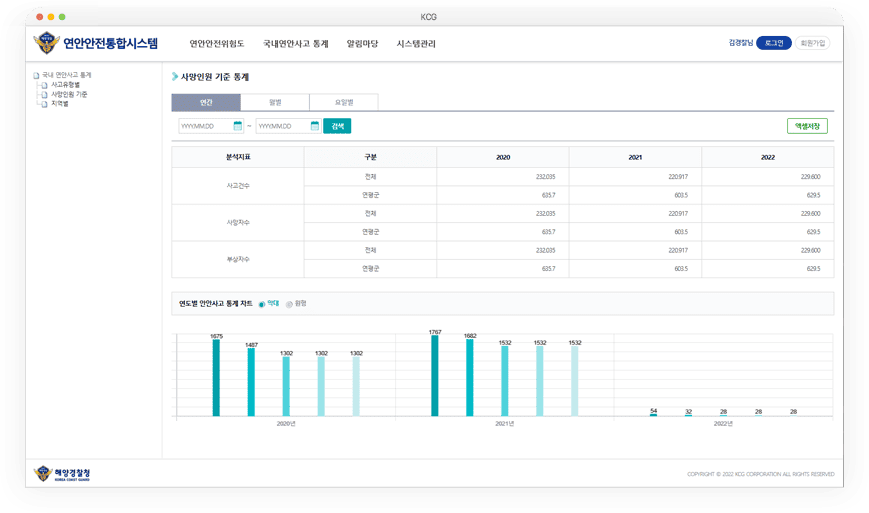 KCG
연안안전통합시스템
연안안전위험도 국내연안사고 통계 알림마당 시스템관리
김경찰님 로그인 회원가입
국내 연안사고 통계
사고유형별
사망인원 기준
지역별
사망인원 기준 통계
연간 월별 요일별
YYYY.MM.DD ~ YYYY.MM.DD 검색 엑셀저장
분석지표 구분 2020 2021 2022
사고건수 전체 232.035 220.917 229.600
연평균 635.7 603.5 629.5
사망자수 전체 232.035 220.917 229.600
연평균 635.7 603.5 629.5
부상자수 전체 232.035 220.917 229.600
연평균 635.7 603.5 629.5
연도별 안안사고 통계 차트 막대 원형
1675 1487 1302 1302 1302 1767 1682 1532 1532 1532 54 32 28 28 28
2020년 2021년 2022년
해양경찰청
KOREA COAST GUARD
COPYRIGHT © 2022 KCG CORPORATION ALL RIGHTS RESERVED